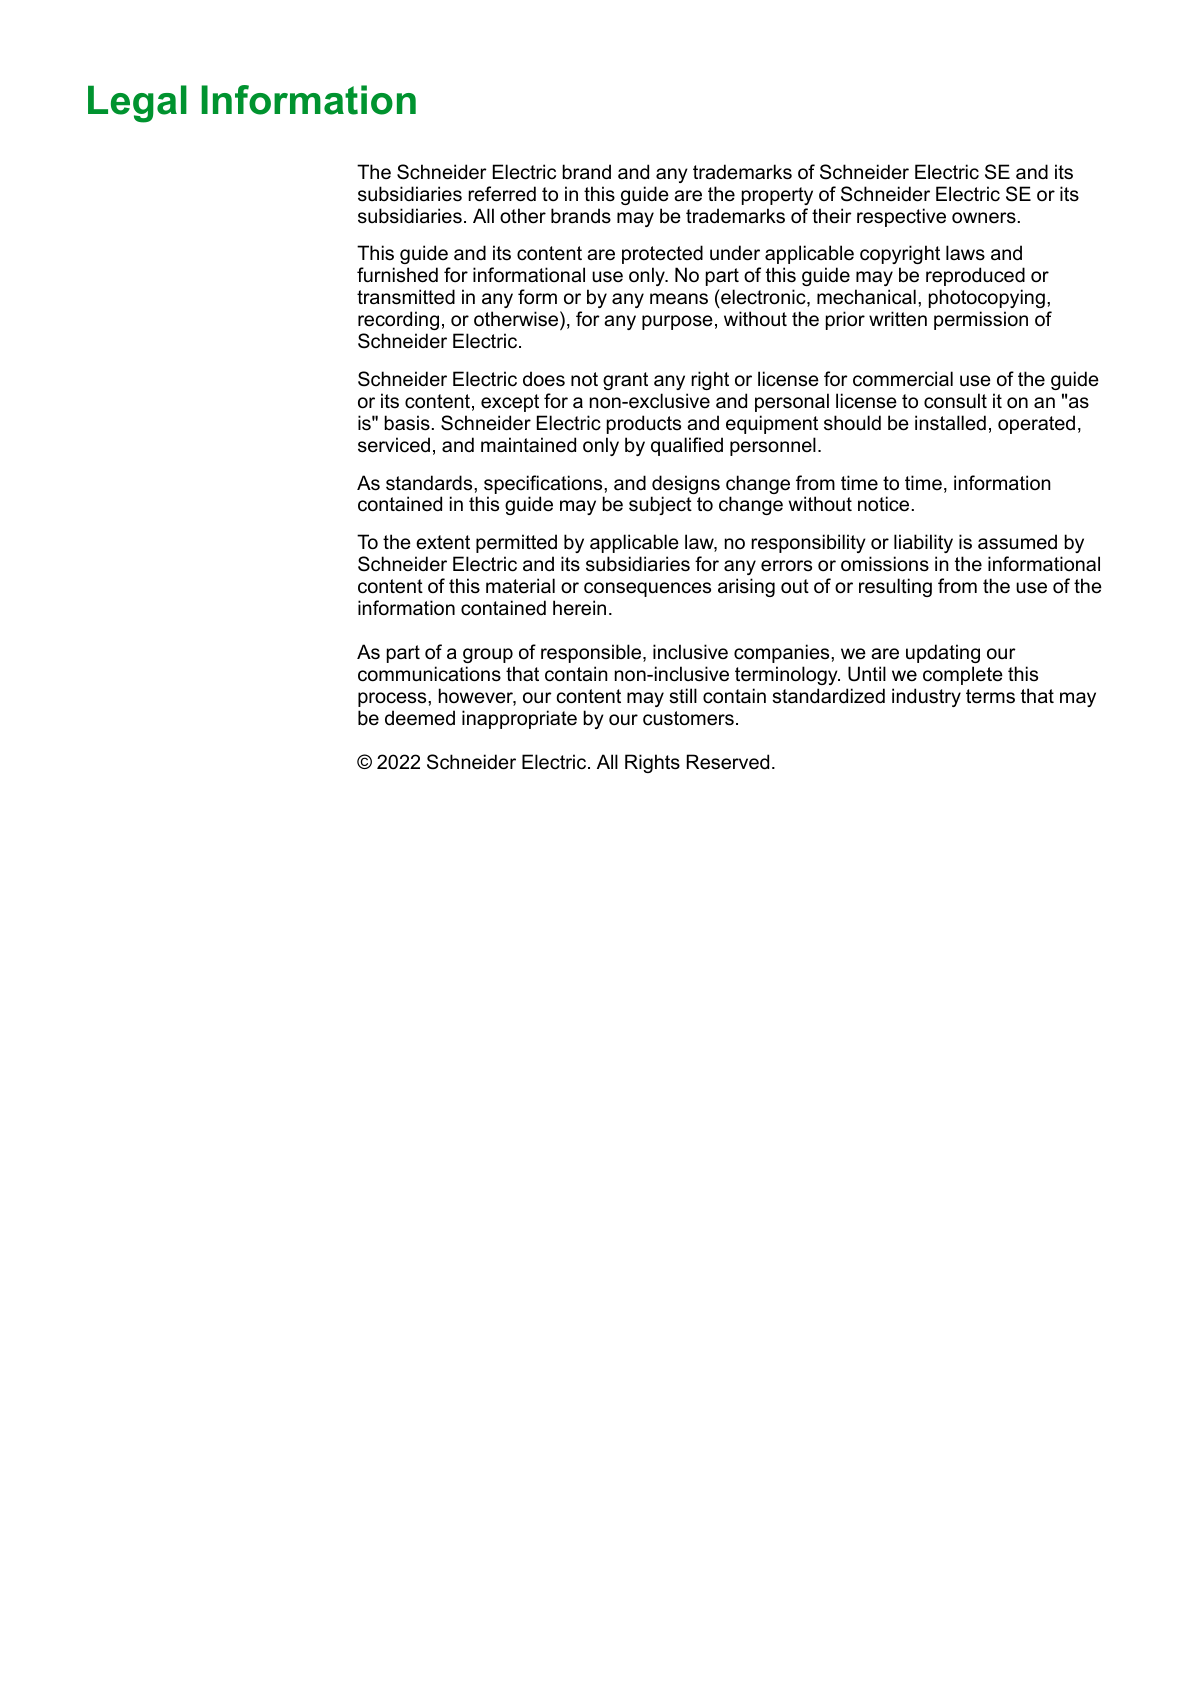 Legal Information
The Schneider Electric brand and any trademarks of Schneider Electric SE and its
subsidiaries referred to in this guide are the property of Schneider Electric SE or its
subsidiaries. All other brands may be trademarks of their respective owners.
This guide and its content are protected under applicable copyright laws and
furnished for informational use only. No part of this guide may be reproduced or
transmitted in any form or by any means (electronic, mechanical, photocopying,
recording, or otherwise), for any purpose, without the prior written permission of
Schneider Electric.
Schneider Electric does not grant any right or license for commercial use of the guide
or its content, except for a non-exclusive and personal license to consult it on an "as
is" basis. Schneider Electric products and equipment should be installed, operated,
serviced, and maintained only by qualified personnel.
As standards, specifications, and designs change from time to time, information
contained in this guide may be subject to change without notice.
To the extent permitted by applicable law, no responsibility or liability is assumed by
Schneider Electric and its subsidiaries for any errors or omissions in the informational
content of this material or consequences arising out of or resulting from the use of the
information contained herein.
As part of a group of responsible, inclusive companies, we are updating our
communications that contain non-inclusive terminology. Until we complete this
process, however, our content may still contain standardized industry terms that may
be deemed inappropriate by our customers.
© 2022 Schneider Electric. All Rights Reserved.